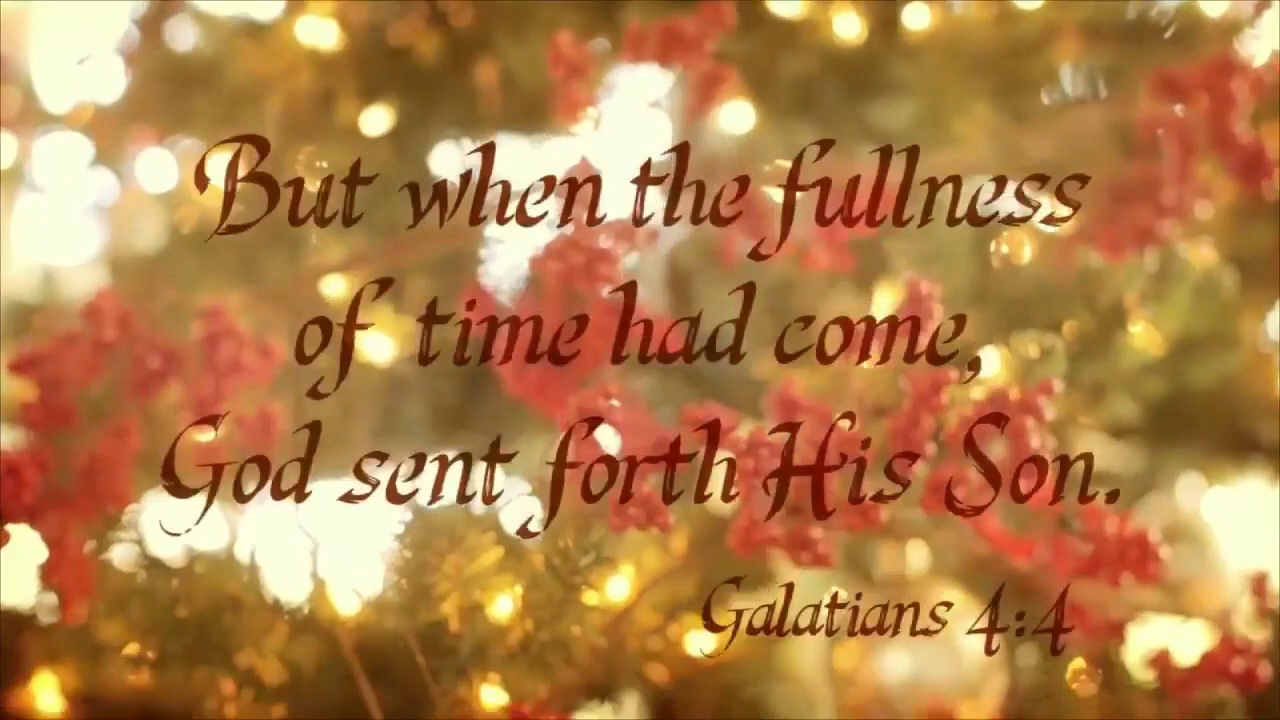 But when the fullness
of time had come,
God sent forth His Son.
Galatians 4:4